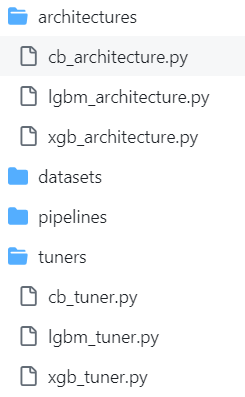 architectures
cb_architecture.py
lgbm_architecture.py
xgb_architecture.py
datasets
pipelines
tuners
cb_tuner.py
lgbm_tuner.py
xgb_tuner.py